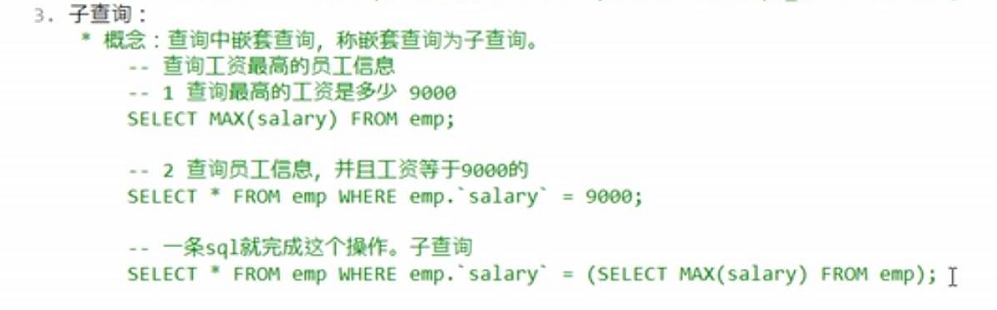 3. 子查询：
* 概念：查询中嵌套查询，称嵌套查询为子查询。
-- 查询工资最高的员工信息
-- 1 查询最高的工资是多少 9000
SELECT MAX(salary) FROM emp;
-- 2 查询员工信息，并且工资等于9000的
SELECT * FROM emp WHERE emp.`salary` = 9000;
-- 一条sql就完成这个操作。子查询
SELECT * FROM emp WHERE emp.`salary` = (SELECT MAX(salary) FROM emp);